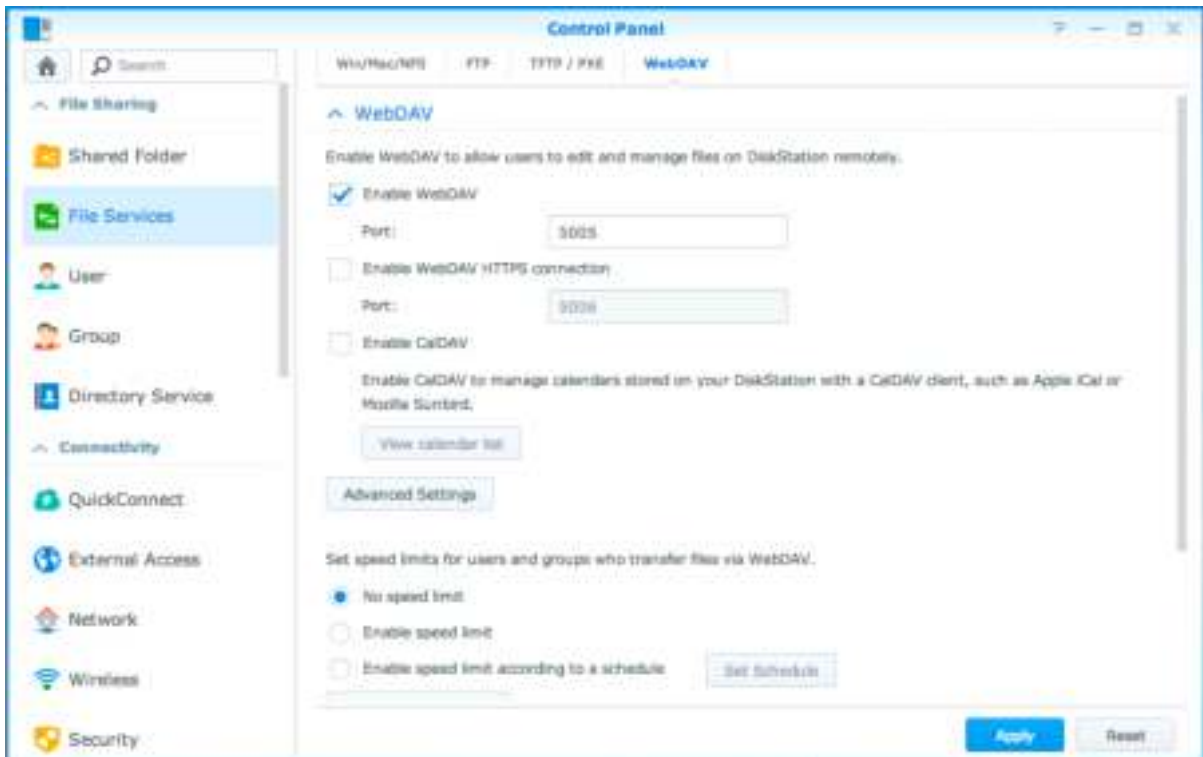 Control Panel
Search
Win/Mac/NFS FTP TFTP / PXE WebDAV
File Sharing
Shared Folder
File Services
User
Group
Directory Service
Connectivity
QuickConnect
External Access
Network
Wireless
Security
WebDAV
Enable WebDAV to allow users to edit and manage files on DiskStation remotely.
Enable WebDAV
Port: 5005
Enable WebDAV HTTPS connection
Port: 5006
Enable CalDAV
Enable CalDAV to manage calendars stored on your DiskStation with a CalDAV client, such as Apple iCal or
Mozilla Sunbird.
View calendar list
Advanced Settings
Set speed limits for users and groups who transfer files via WebDAV.
No speed limit
Enable speed limit
Enable speed limit according to a schedule Set Schedule
Apply Reset